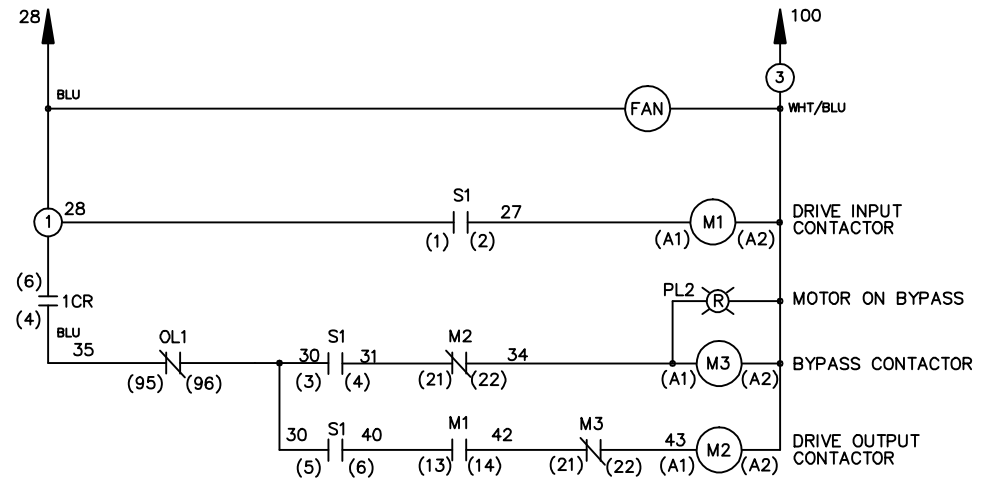 28
100
3
BLU
FAN
WHT/BLU
1
28
S1
27
(1)
(2)
M1
(A1)
(A2)
DRIVE INPUT
CONTACTOR
(6)
1CR
(4)
PL2
R
MOTOR ON BYPASS
BLU
35
OL1
(95)
(96)
30
S1
31
(3)
(4)
M2
(21)
(22)
34
M3
(A1)
(A2)
BYPASS CONTACTOR
30
S1
40
(5)
(6)
M1
42
(13)
(14)
M3
(21)
(22)
43
M2
(A1)
(A2)
DRIVE OUTPUT
CONTACTOR